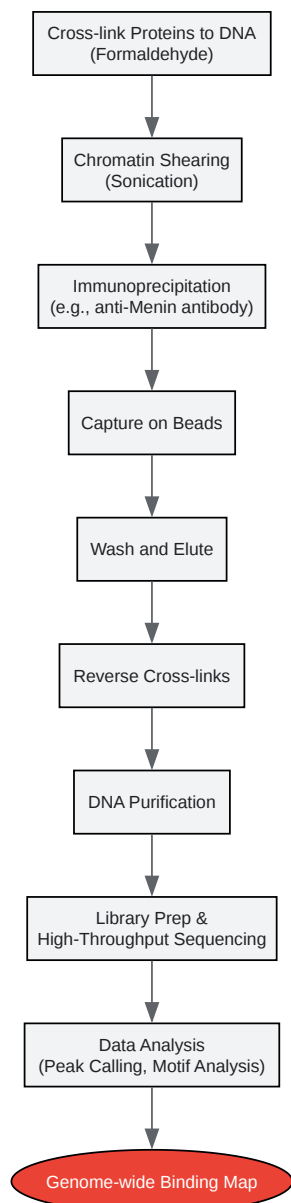 Cross-link Proteins to DNA
(Formaldehyde)
Chromatin Shearing
(Sonication)
Immunoprecipitation
(e.g., anti-Menin antibody)
Capture on Beads
Wash and Elute
Reverse Cross-links
DNA Purification
Library Prep &
High-Throughput Sequencing
Data Analysis
(Peak Calling, Motif Analysis)
Genome-wide Binding Map